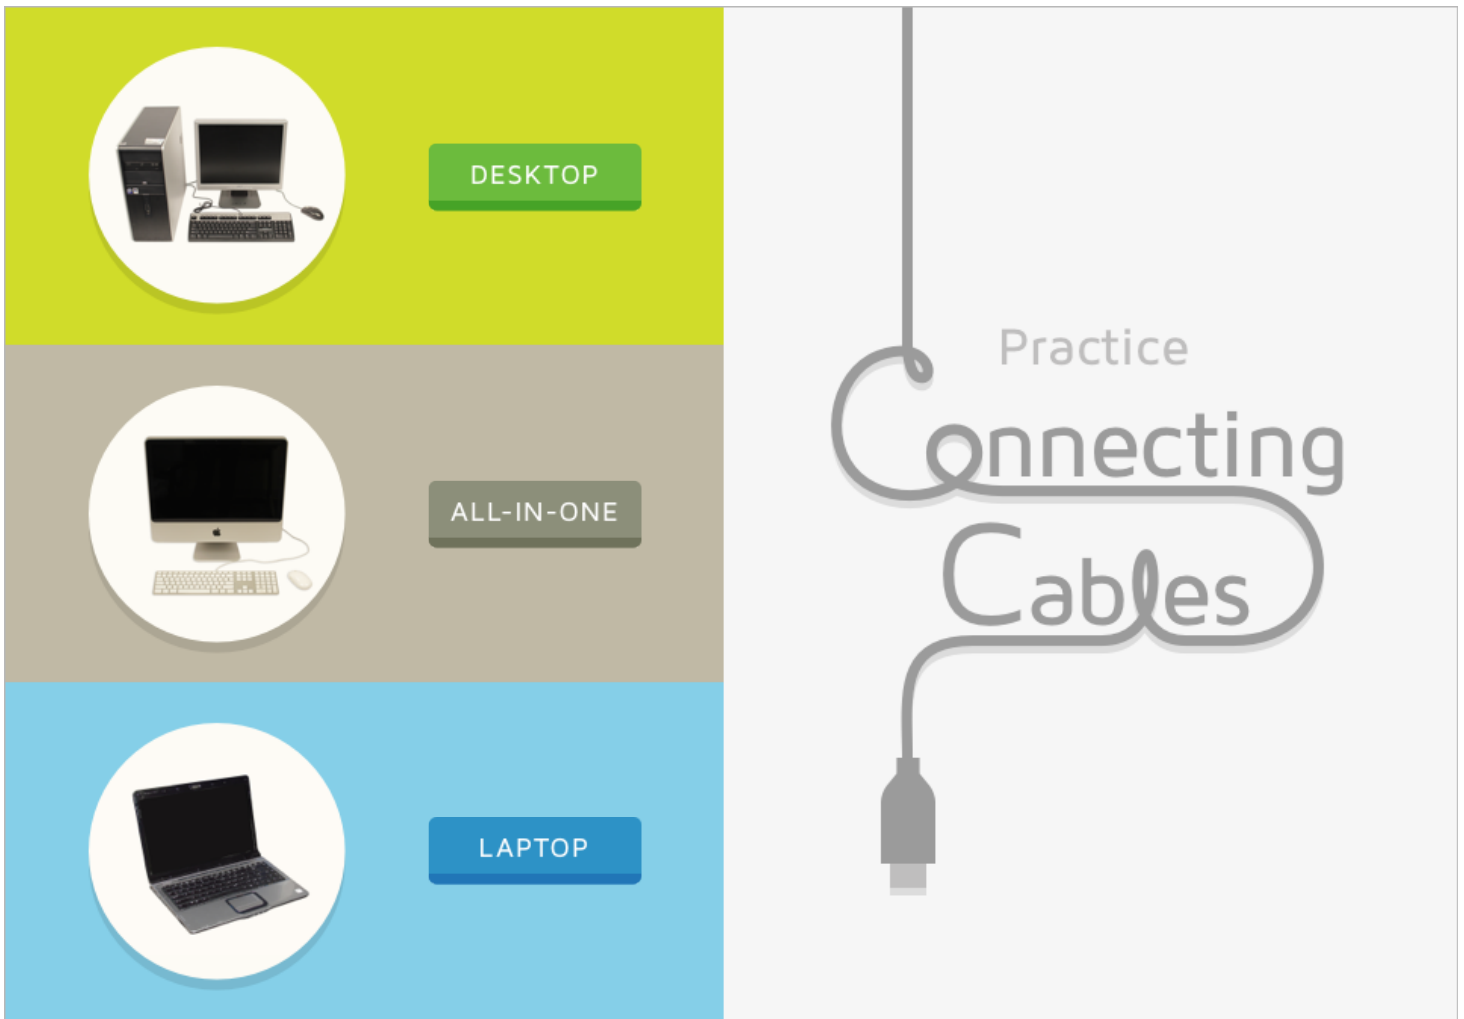 DESKTOP
ALL-IN-ONE
LAPTOP
Practice
Connecting
Cables